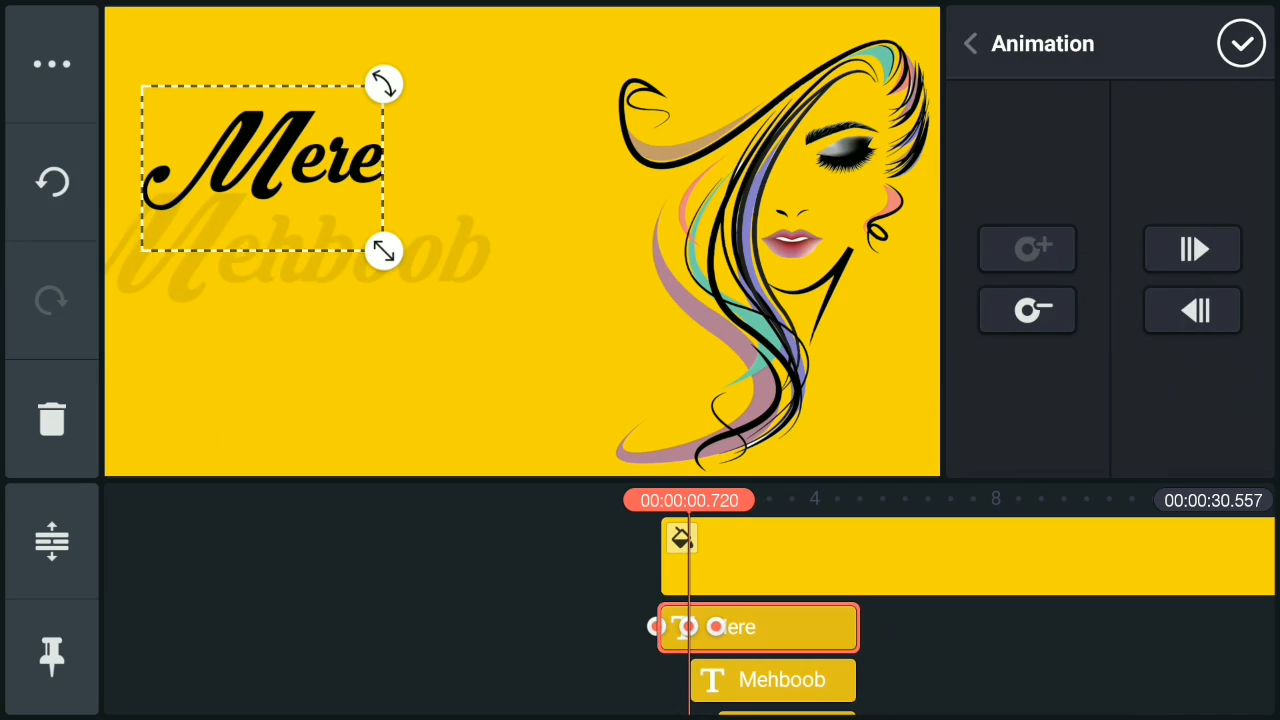 Animation
Mere
Mehboob
00:00:00.720
4
8
00:00:30.557
Mere
Mehboob